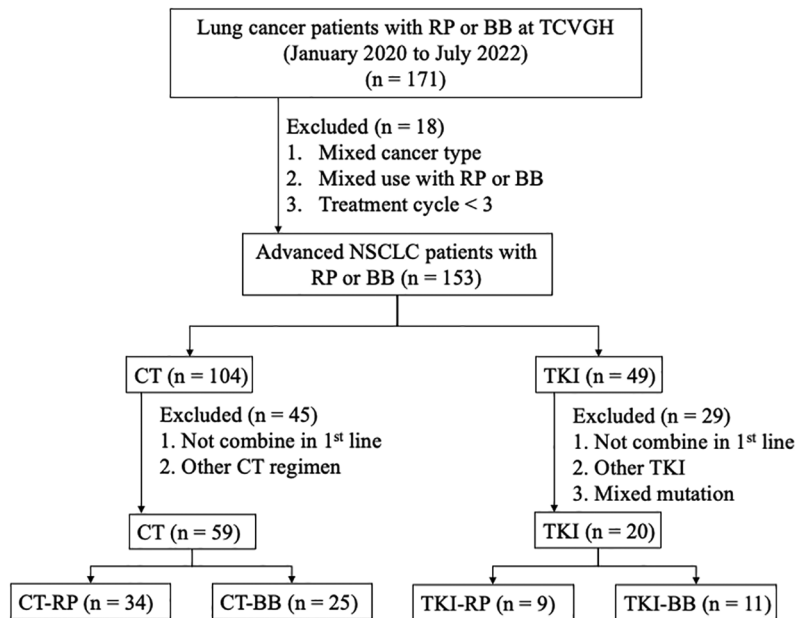 Lung cancer patients with RP or BB at TCVGH
(January 2020 to July 2022)
(n = 171)
Excluded (n = 18)
1. Mixed cancer type
2. Mixed use with RP or BB
3. Treatment cycle < 3
Advanced NSCLC patients with
RP or BB (n = 153)
CT (n = 104)
TKI (n = 49)
Excluded (n = 45)
1. Not combine in 1st line
2. Other CT regimen
Excluded (n = 29)
1. Not combine in 1st line
2. Other TKI
3. Mixed mutation
CT (n = 59)
TKI (n = 20)
CT-RP (n = 34)
CT-BB (n = 25)
TKI-RP (n = 9)
TKI-BB (n = 11)